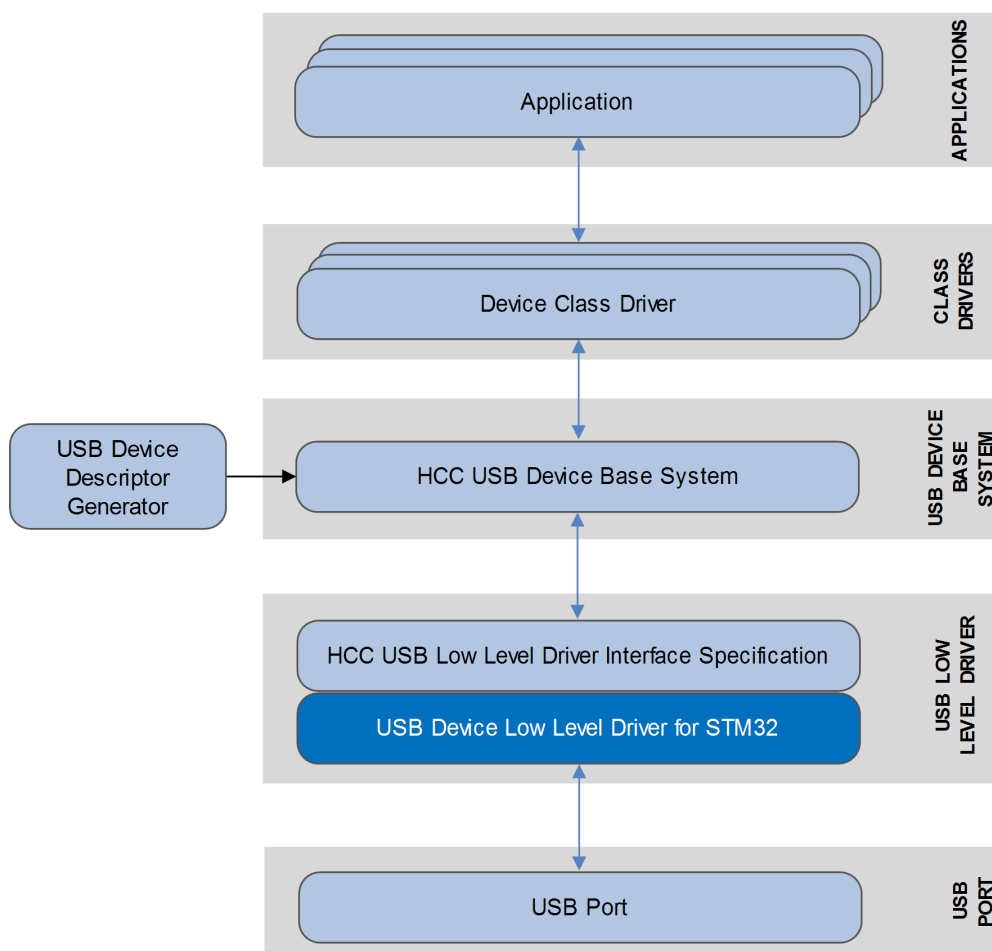 Application
APPLICATIONS
Device Class Driver
CLASS
DRIVERS
USB Device
Descriptor
Generator
HCC USB Device Base System
USB DEVICE
BASE
SYSTEM
HCC USB Low Level Driver Interface Specification
USB Device Low Level Driver for STM32
USB LOW
LEVEL DRIVER
USB Port
USB
PORT